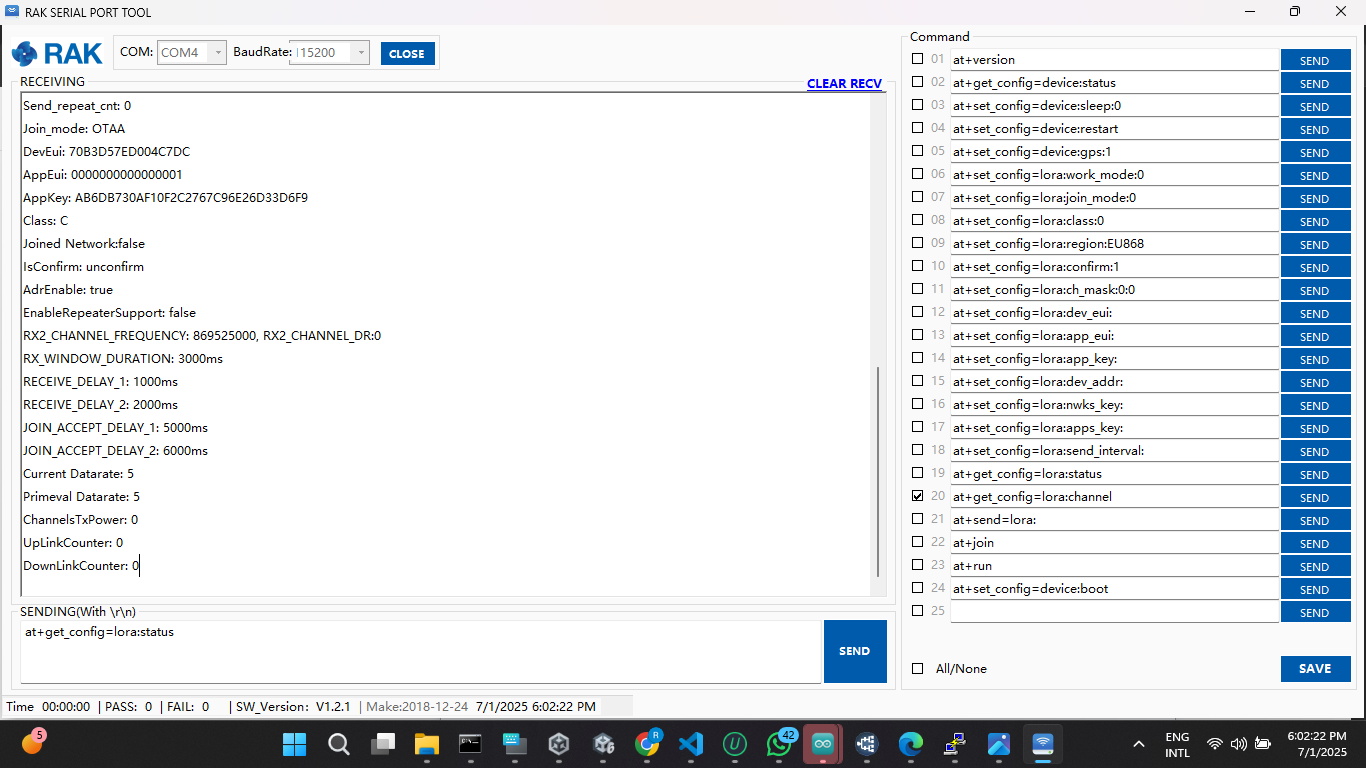 RAK SERIAL PORT TOOL
RAK
COM: COM4 BaudRate: 115200 CLOSE
RECEIVING
CLEAR RECV
Send_repeat_cnt: 0
Join_mode: OTAA
DevEui: 70B3D57ED004C7DC
AppEui: 0000000000000001
AppKey: AB6DB730AF10F2C2767C96E26D33D6F9
Class: C
Joined Network:false
IsConfirm: unconfirm
AdrEnable: true
EnableRepeaterSupport: false
RX2_CHANNEL_FREQUENCY: 869525000, RX2_CHANNEL_DR:0
RX_WINDOW_DURATION: 3000ms
RECEIVE_DELAY_1: 1000ms
RECEIVE_DELAY_2: 2000ms
JOIN_ACCEPT_DELAY_1: 5000ms
JOIN_ACCEPT_DELAY_2: 6000ms
Current Datarate: 5
Primeval Datarate: 5
ChannelsTxPower: 0
UpLinkCounter: 0
DownLinkCounter: 0
SENDING(With \r\n)
at+get_config=lora:status
SEND
Command
01 at+version SEND
02 at+get_config=device:status SEND
03 at+set_config=device:sleep:0 SEND
04 at+set_config=device:restart SEND
05 at+set_config=device:gps:1 SEND
06 at+set_config=lora:work_mode:0 SEND
07 at+set_config=lora:join_mode:0 SEND
08 at+set_config=lora:class:0 SEND
09 at+set_config=lora:region:EU868 SEND
10 at+set_config=lora:confirm:1 SEND
11 at+set_config=lora:ch_mask:0:0 SEND
12 at+set_config=lora:dev_eui: SEND
13 at+set_config=lora:app_eui: SEND
14 at+set_config=lora:app_key: SEND
15 at+set_config=lora:dev_addr: SEND
16 at+set_config=lora:nwks_key: SEND
17 at+set_config=lora:apps_key: SEND
18 at+set_config=lora:send_interval: SEND
19 at+get_config=lora:status SEND
20 at+get_config=lora:channel SEND
21 at+send=lora: SEND
22 at+join SEND
23 at+run SEND
24 at+set_config=device:boot SEND
25 SEND
All/None SAVE
Time 00:00:00 | PASS: 0 | FAIL: 0 | SW_Version: V1.2.1 | Make:2018-12-24 7/1/2025 6:02:22 PM
5
R
42
ENG
INTL
6:02:22 PM
7/1/2025